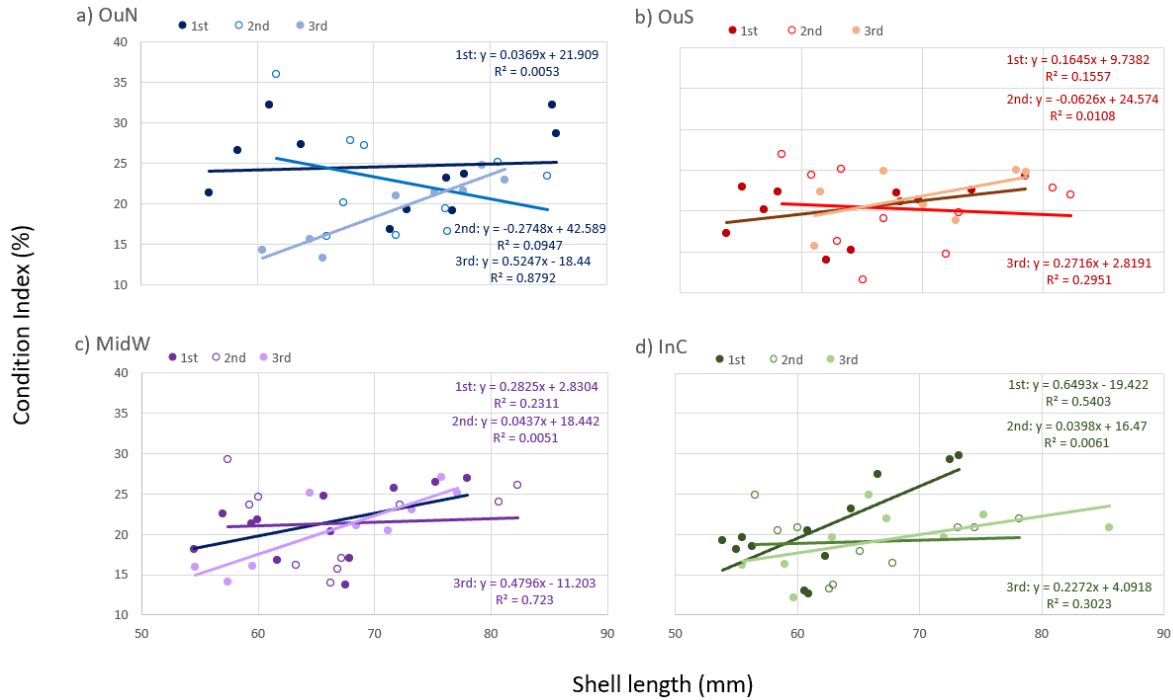 a) OuN
1st 2nd 3rd
40
35
30
25
20
15
10
1st: y = 0.0369x + 21.909
R² = 0.0053
2nd: y = -0.2748x + 42.589
R² = 0.0947
3rd: y = 0.5247x - 18.44
R² = 0.8792
b) OuS
1st 2nd 3rd
1st: y = 0.1645x + 9.7382
R² = 0.1557
2nd: y = -0.0626x + 24.574
R² = 0.0108
3rd: y = 0.2716x + 2.8191
R² = 0.2951
Condition Index (%)
c) MidW
1st 2nd 3rd
40
35
30
25
20
15
10
1st: y = 0.2825x + 2.8304
R² = 0.2311
2nd: y = 0.0437x + 18.442
R² = 0.0051
3rd: y = 0.4796x - 11.203
R² = 0.723
50 60 70 80 90
d) InC
1st 2nd 3rd
1st: y = 0.6493x - 19.422
R² = 0.5403
2nd: y = 0.0398x + 16.47
R² = 0.0061
3rd: y = 0.2272x + 4.0918
R² = 0.3023
50 60 70 80 90
Shell length (mm)